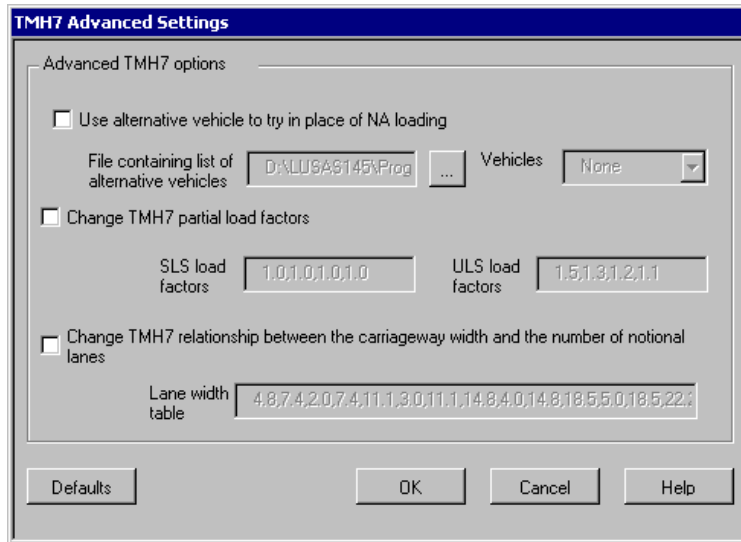 TMH7 Advanced Settings
Advanced TMH7 options
Use alternative vehicle to try in place of NA loading
File containing list of
alternative vehicles
D:\LUSAS145\Prog
...
Vehicles
None
Change TMH7 partial load factors
SLS load
factors
1.0,1.0,1.0,1.0
ULS load
factors
1.5,1.3,1.2,1.1
Change TMH7 relationship between the carriageway width and the number of notional
lanes
Lane width
table
4.8,7.4,2.0,7.4,11.1,3.0,11.1,14.8,4.0,14.8,18.5,5.0,18.5,22.2
Defaults
OK
Cancel
Help